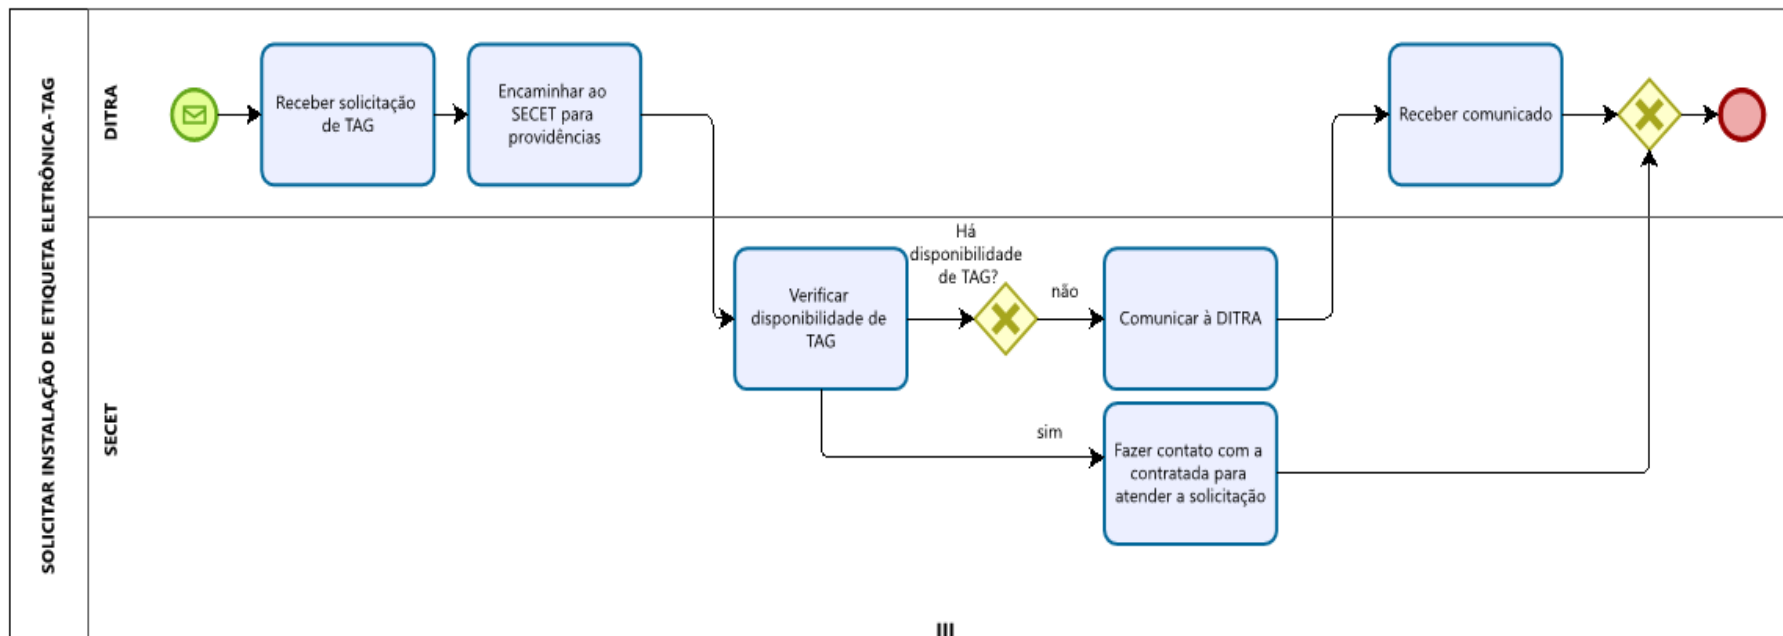 SOLICITAR INSTALAÇÃO DE ETIQUETA ELETRÔNICA-TAG
DITRA
Receber solicitação
de TAG
Encaminhar ao
SECET para
providências
Receber comunicado
SECET
Verificar
disponibilidade de
TAG
Há
disponibilidade
de TAG?
não
Comunicar à DITRA
sim
Fazer contato com a
contratada para
atender a solicitação